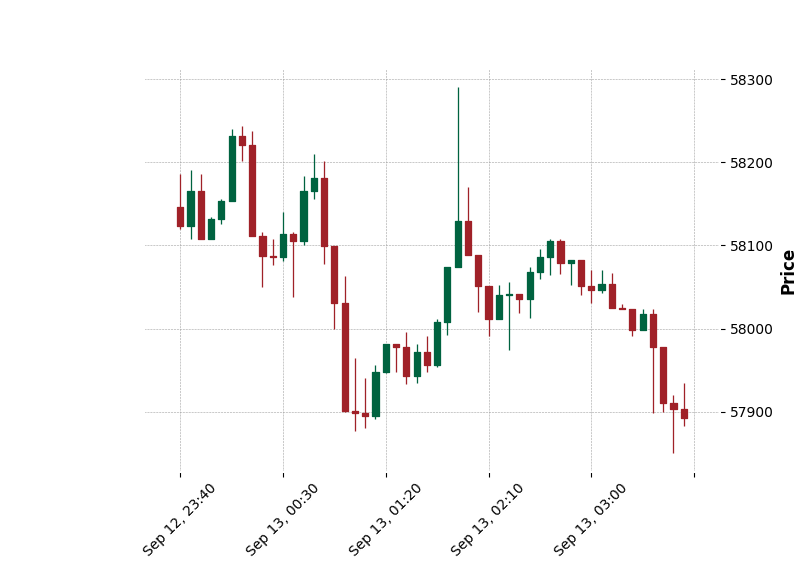 58300
58200
58100
58000
57900
Price
Sep 12, 23:40
Sep 13, 00:30
Sep 13, 01:20
Sep 13, 02:10
Sep 13, 03:00